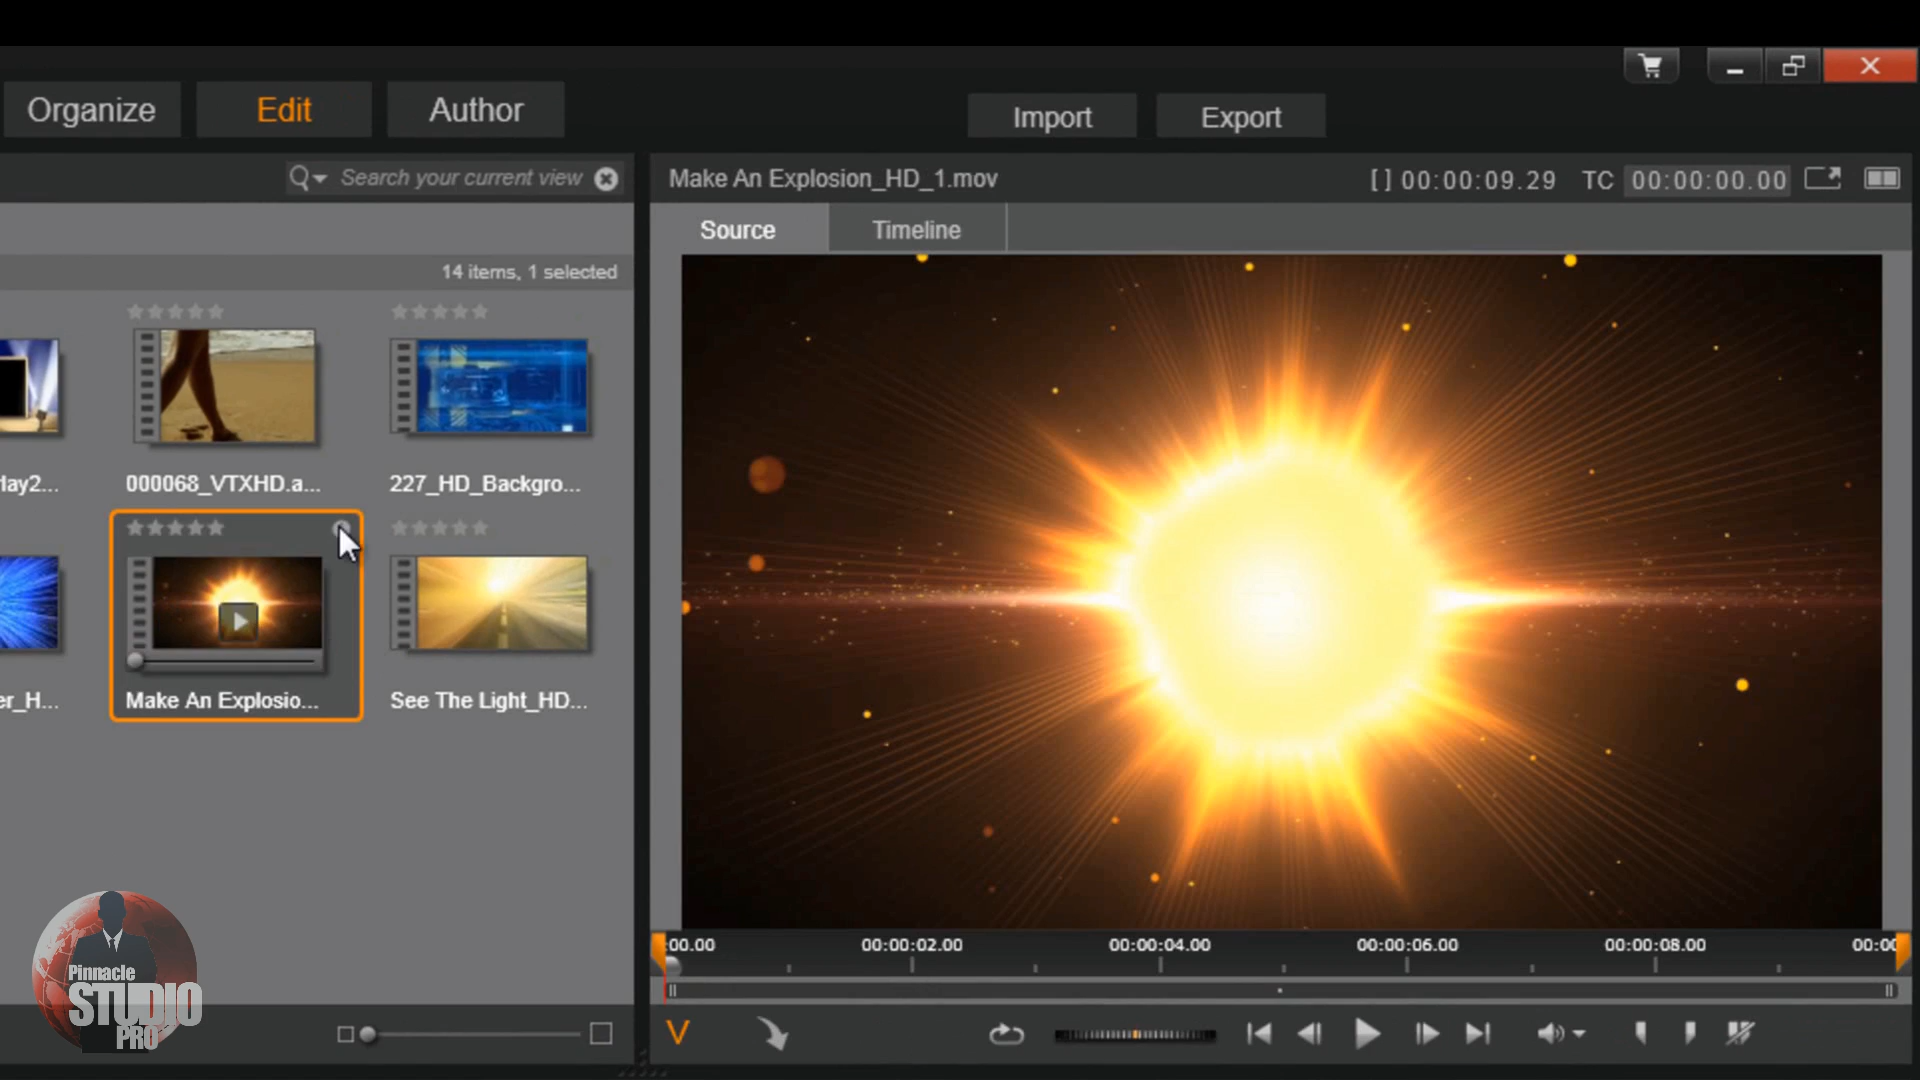 Organize
Edit
Author
Import
Export
Search your current view
Make An Explosion_HD_1.mov
[ ] 00:00:09.29
TC 00:00:00.00
Source
Timeline
14 items, 1 selected
lay2...
000068_VTXHD.a...
227_HD_Backgro...
er_H...
Make An Explosio...
See The Light_HD...
:00.00
00:00:02.00
00:00:04.00
00:00:06.00
00:00:08.00
00:00
V
Pinnacle
STUDIO
PRO